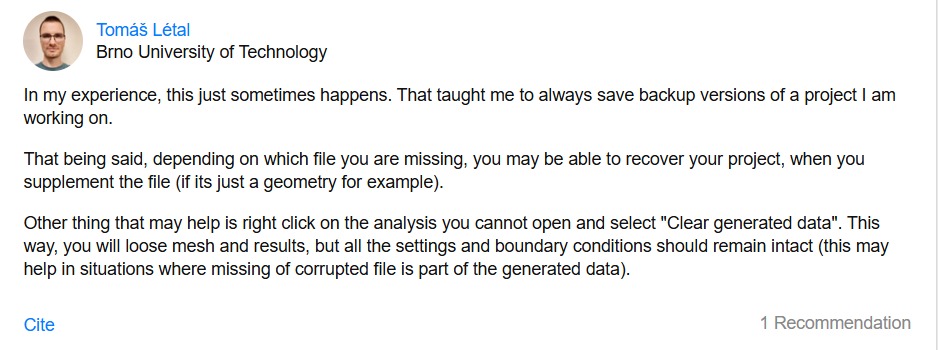 Tomáš Létal
Brno University of Technology
In my experience, this just sometimes happens. That taught me to always save backup versions of a project I am
working on.
That being said, depending on which file you are missing, you may be able to recover your project, when you
supplement the file (if its just a geometry for example).
Other thing that may help is right click on the analysis you cannot open and select "Clear generated data". This
way, you will loose mesh and results, but all the settings and boundary conditions should remain intact (this may
help in situations where missing of corrupted file is part of the generated data).
Cite
1 Recommendation